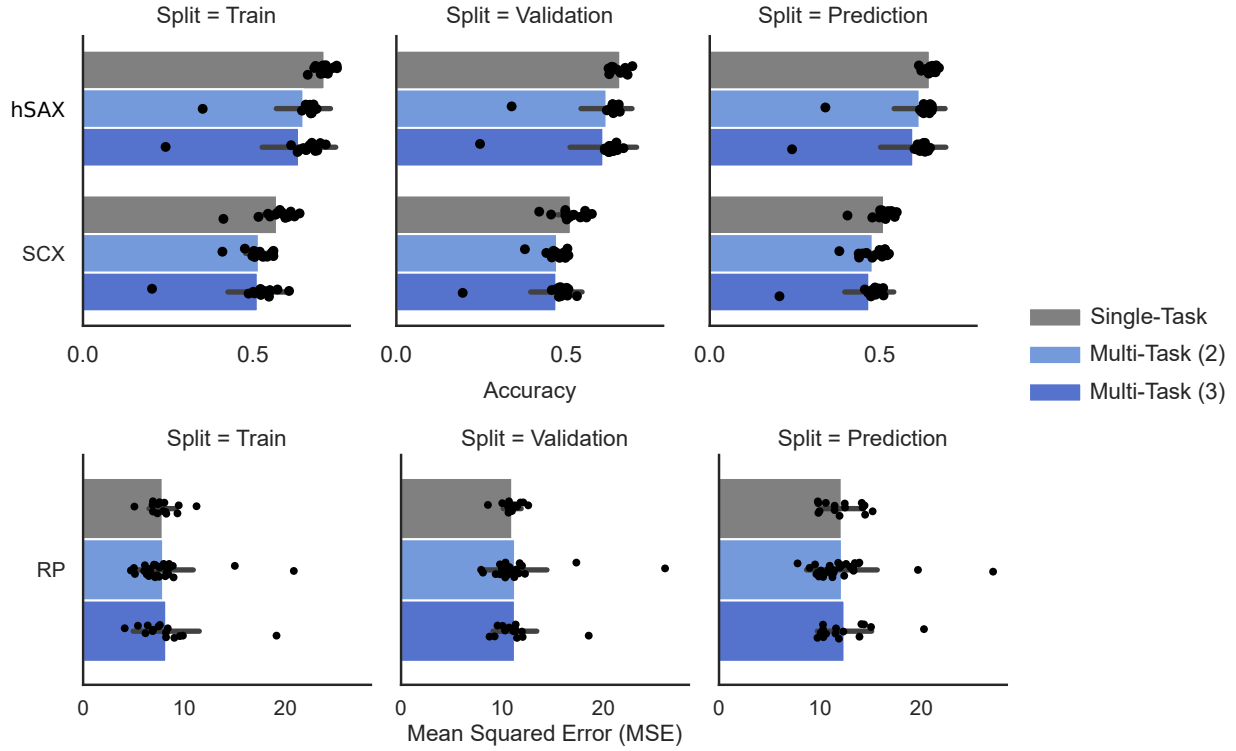 Split = Train
Split = Validation
Split = Prediction
hSAX
SCX
0.0
0.5
0.0
0.5
0.0
0.5
Accuracy
Single-Task
Multi-Task (2)
Multi-Task (3)
Split = Train
Split = Validation
Split = Prediction
RP
0
10
20
0
10
20
0
10
20
Mean Squared Error (MSE)